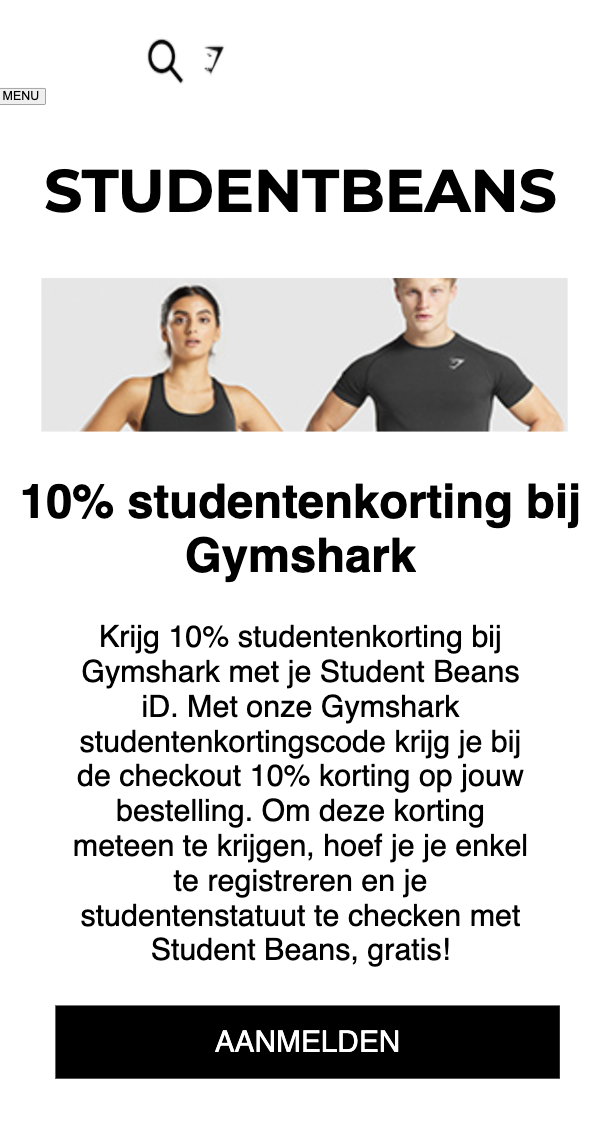 MENU
STUDENTBEANS
10% studentenkorting bij
Gymshark
Krijg 10% studentenkorting bij
Gymshark met je Student Beans
iD. Met onze Gymshark
studentenkortingscode krijg je bij
de checkout 10% korting op jouw
bestelling. Om deze korting
meteen te krijgen, hoef je je enkel
te registreren en je
studentenstatuut te checken met
Student Beans, gratis!
AANMELDEN